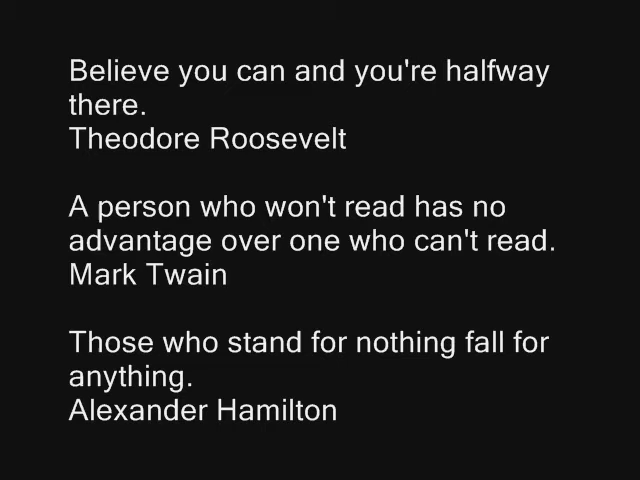 Believe you can and you're halfway
there.
Theodore Roosevelt
A person who won't read has no
advantage over one who can't read.
Mark Twain
Those who stand for nothing fall for
anything.
Alexander Hamilton